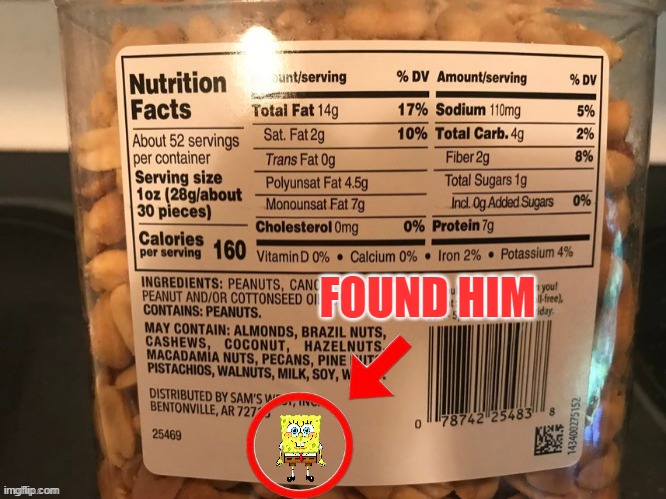 Nutrition
Facts
About 52 servings
per container
Serving size
1oz (28g/about
30 pieces)
Calories
per serving 160
unt/serving % DV Amount/serving % DV
Total Fat 14g 17% Sodium 110mg 5%
Sat. Fat 2g 10% Total Carb. 4g 2%
Trans Fat 0g Fiber 2g 8%
Polyunsat Fat 4.5g Total Sugars 1g
Monounsat Fat 7g Incl. 0g Added Sugars 0%
Cholesterol 0mg 0% Protein 7g
Vitamin D 0% • Calcium 0% • Iron 2% • Potassium 4%
INGREDIENTS: PEANUTS,
PEANUT AND/OR COTTONSEED
CONTAINS: PEANUTS.
MAY CONTAIN: ALMONDS, BRAZIL NUTS,
CASHEWS, COCONUT, HAZELNUTS,
MACADAMIA NUTS, PECANS, PINE
PISTACHIOS, WALNUTS, MILK, SOY,
DISTRIBUTED BY SAM'S
BENTONVILLE, AR
25469
FOUND HIM
you!
0 78742 25483 8
143400275152
imgflip.com